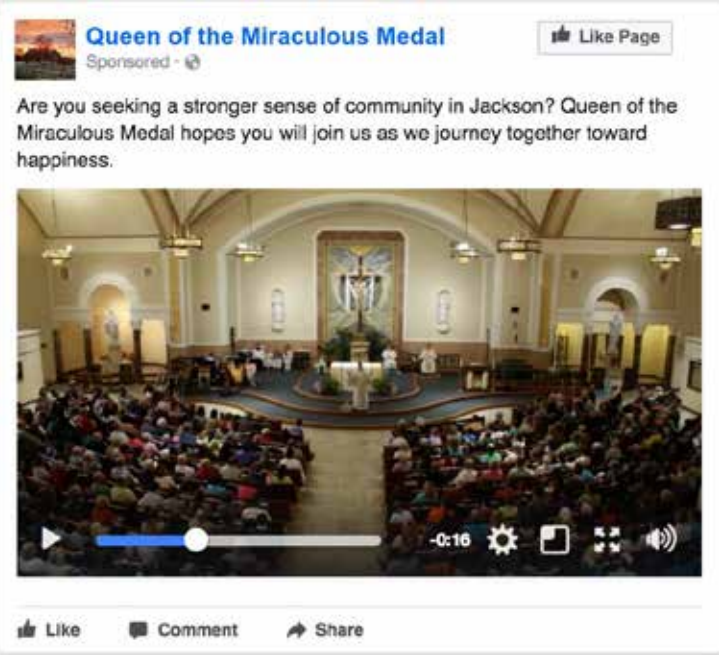 Queen of the Miraculous Medal
Like Page
Sponsored ·
Are you seeking a stronger sense of community in Jackson? Queen of the
Miraculous Medal hopes you will join us as we journey together toward
happiness.
-0:16
Like Comment Share